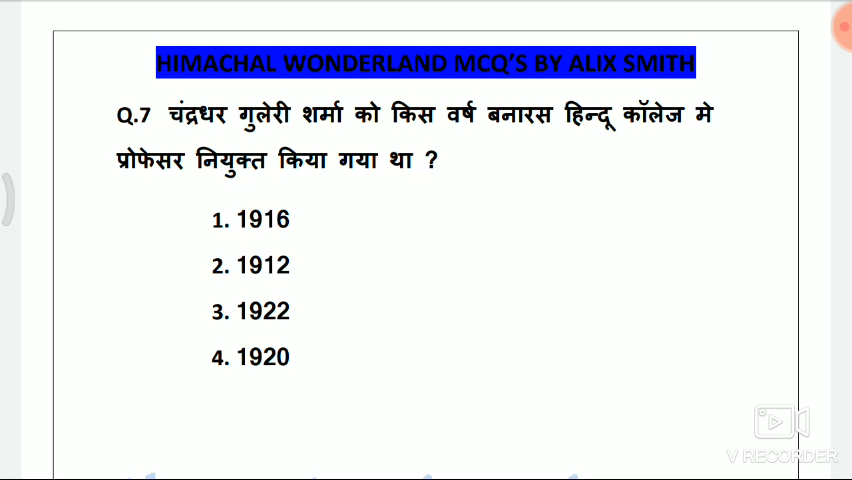 HIMACHAL WONDERLAND MCQ'S BY ALIX SMITH
Q.7 चंद्रधर गुलेरी शर्मा को किस वर्ष बनारस हिन्दू कॉलेज मे
प्रोफेसर नियुक्त किया गया था ?
1. 1916
2. 1912
3. 1922
4. 1920
V RECORDER